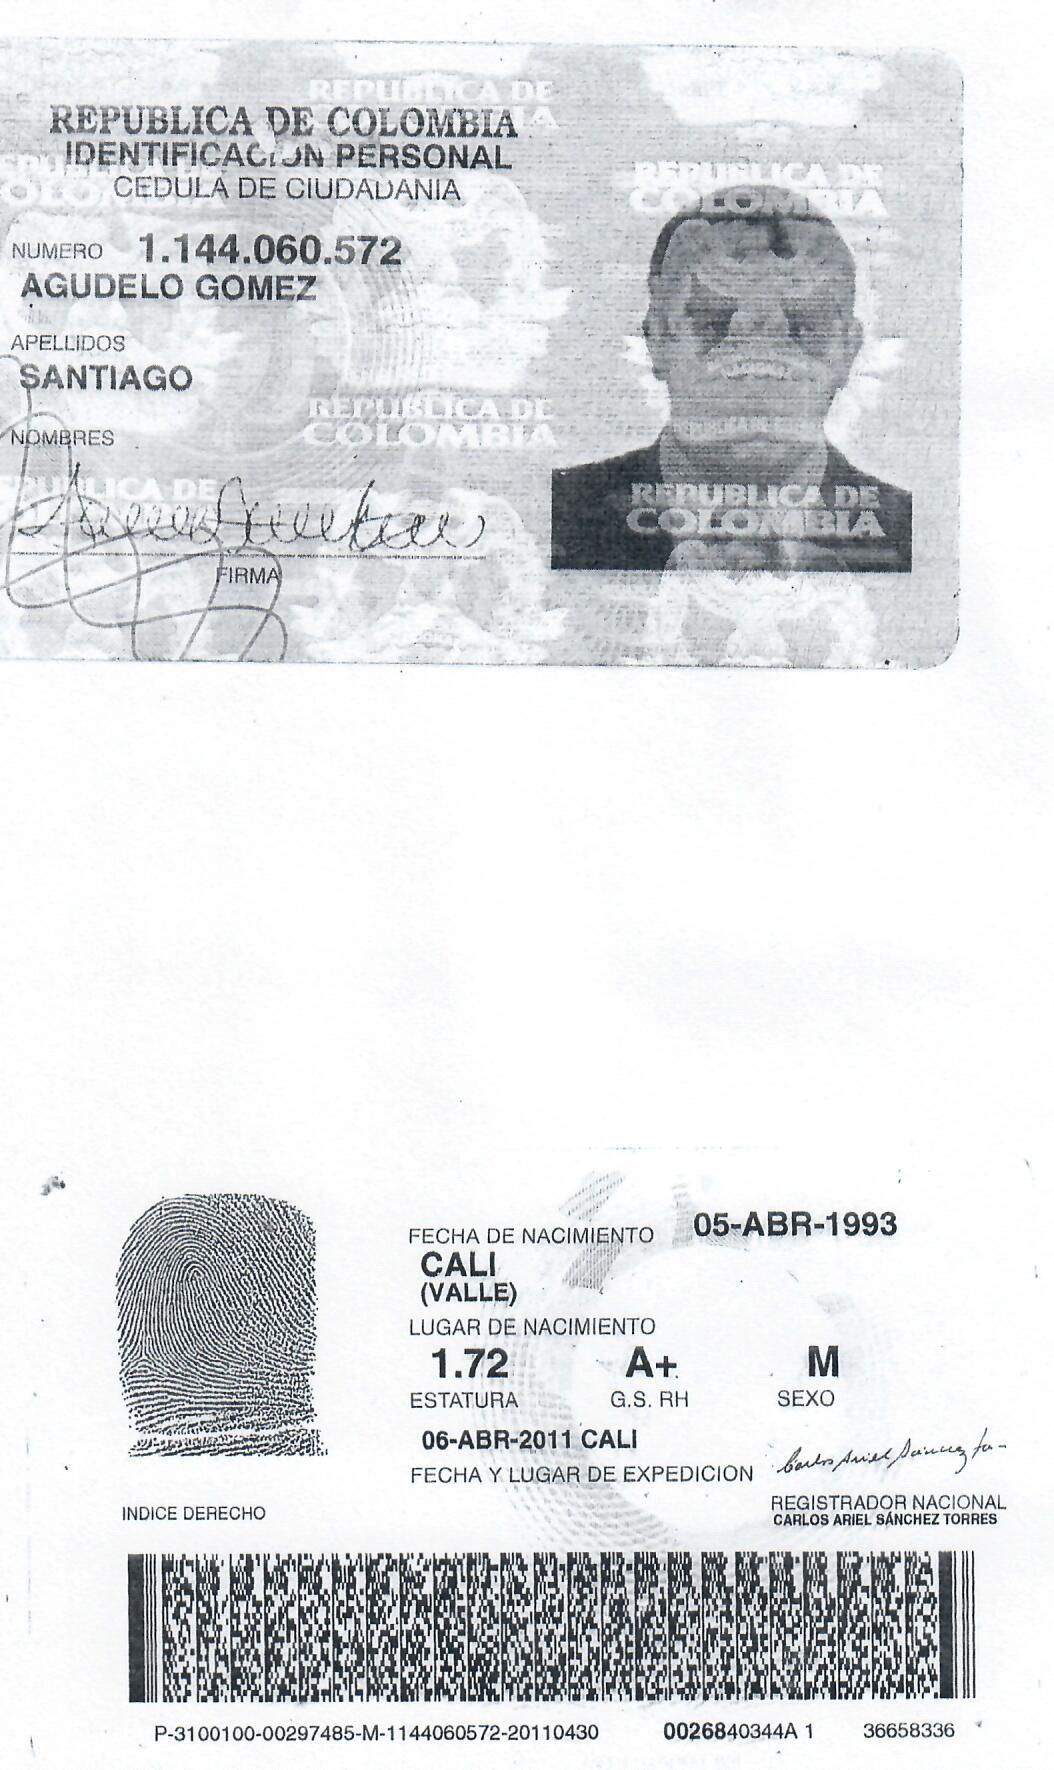 REPUBLICA DE COLOMBIA
IDENTIFICACION PERSONAL
CEDULA DE CIUDADANIA
NUMERO 1.144.060.572
AGUDELO GOMEZ
APELLIDOS
SANTIAGO
NOMBRES
FIRMA
REPUBLICA DE
COLOMBIA
REPUBLICA DE
COLOMBIA
REPUBLICA DE
COLOMBIA
FECHA DE NACIMIENTO 05-ABR-1993
CALI
(VALLE)
LUGAR DE NACIMIENTO
1.72 A+ M
ESTATURA G.S. RH SEXO
06-ABR-2011 CALI
FECHA Y LUGAR DE EXPEDICION
INDICE DERECHO
REGISTRADOR NACIONAL
CARLOS ARIEL SÁNCHEZ TORRES
P-3100100-00297485-M-1144060572-20110430 0026840344A 1 36658336